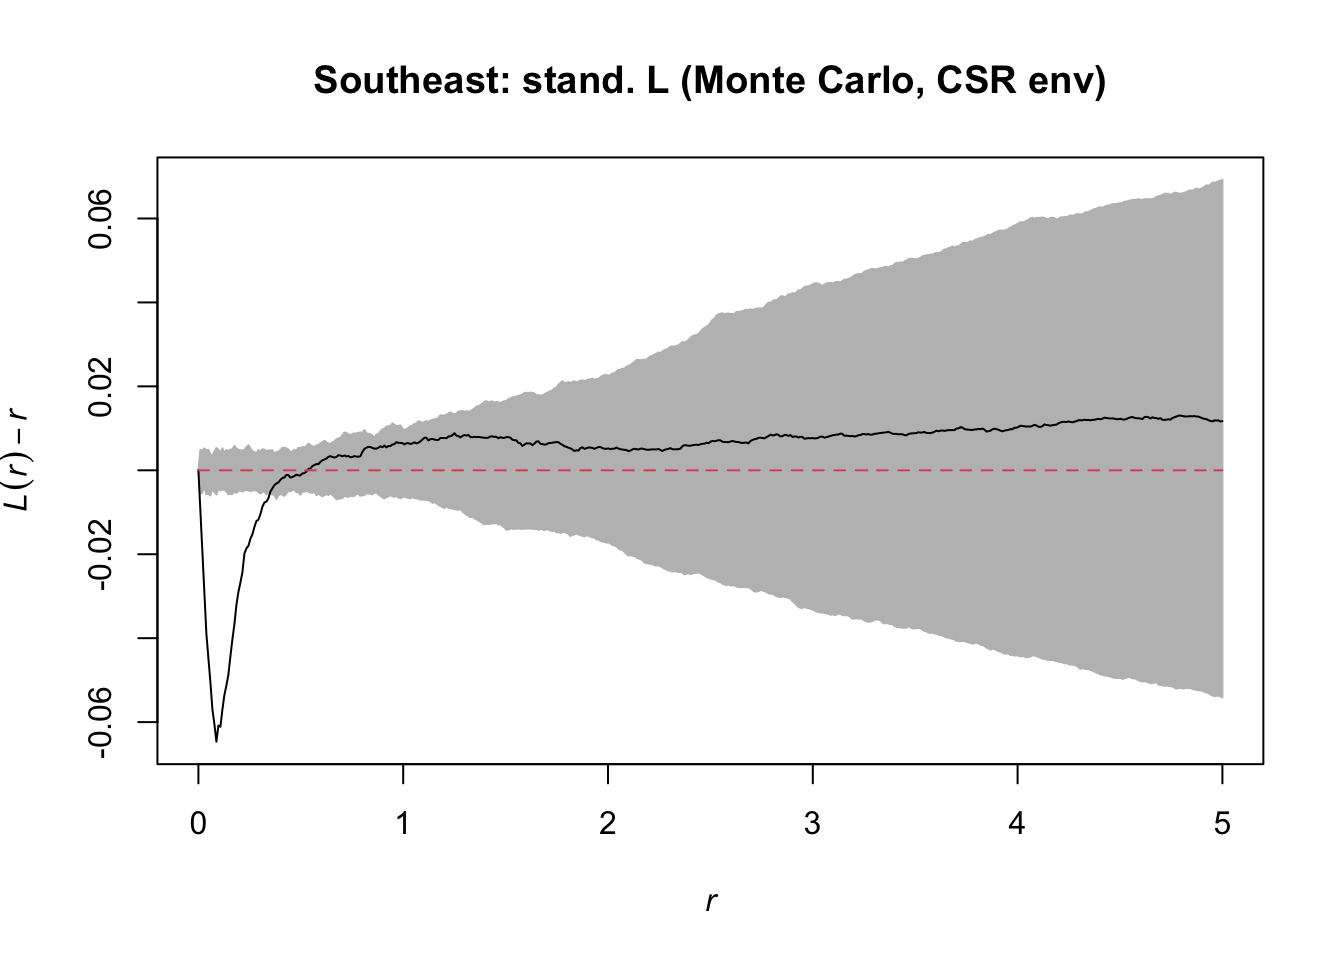 Southeast: stand. L (Monte Carlo, CSR env)
L(r) − r
0.06
0.02
-0.02
-0.06
0 1 2 3 4 5
r